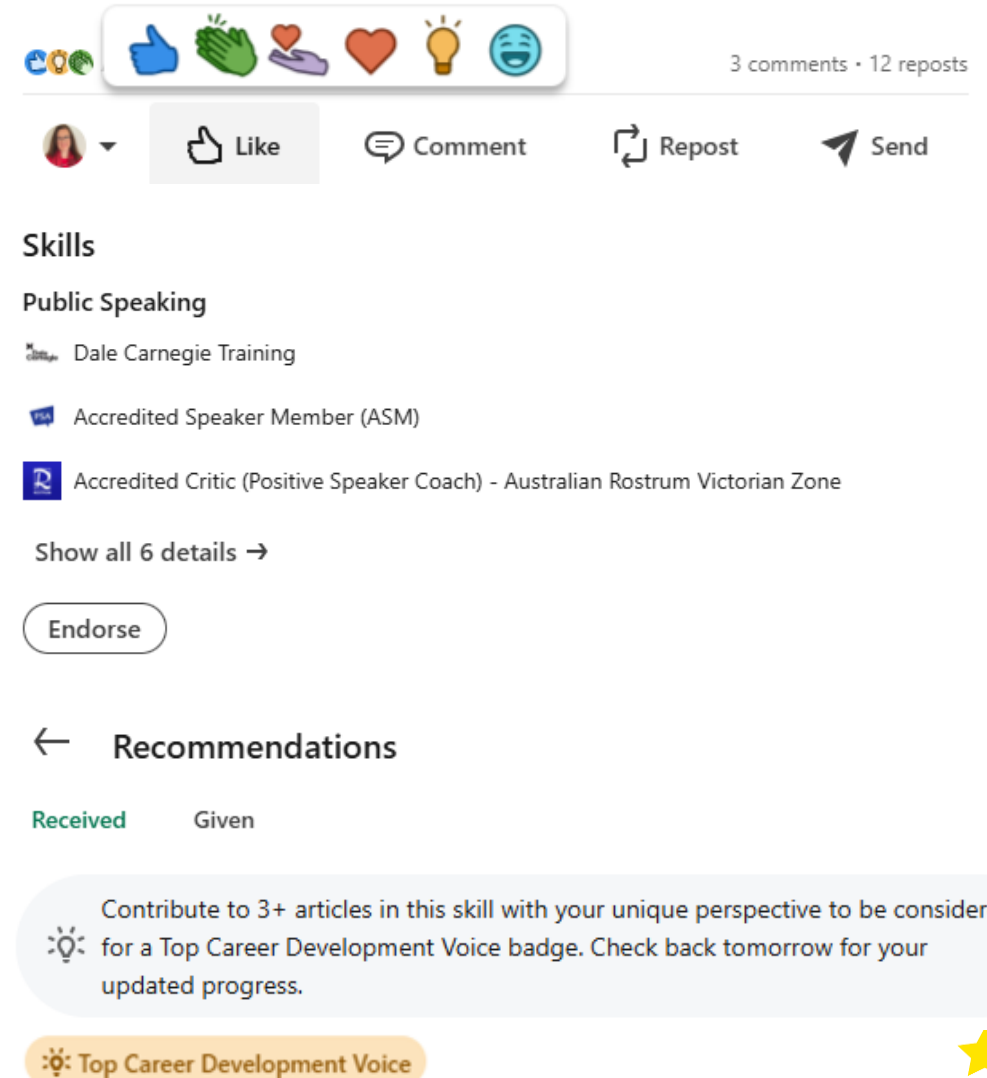 3 comments • 12 reposts
Like
Comment
Repost
Send
Skills
Public Speaking
Dale Carnegie Training
PSA
Accredited Speaker Member (ASM)
R
Accredited Critic (Positive Speaker Coach) - Australian Rostrum Victorian Zone
Show all 6 details →
Endorse
← Recommendations
Received Given
Contribute to 3+ articles in this skill with your unique perspective to be consider
for a Top Career Development Voice badge. Check back tomorrow for your
updated progress.
Top Career Development Voice